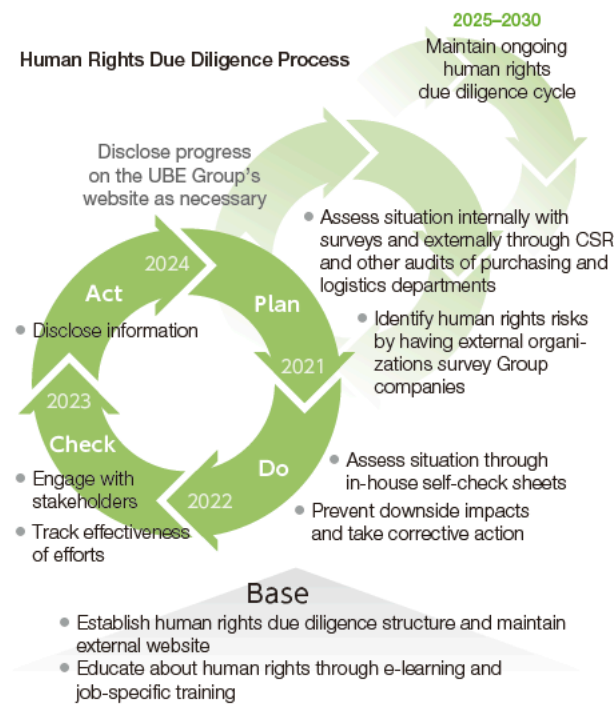 2025–2030
Maintain ongoing
human rights
due diligence cycle
Human Rights Due Diligence Process
Disclose progress
on the UBE Group's
website as necessary
• Assess situation internally with
surveys and externally through CSR
and other audits of purchasing and
logistics departments
• Identify human rights risks
by having external organi-
zations survey Group
companies
Plan
2021
• Assess situation through
in-house self-check sheets
• Prevent downside impacts
and take corrective action
Do
2022
Check
2023
• Engage with
stakeholders
• Track effectiveness
of efforts
Act
2024
• Disclose information
Base
• Establish human rights due diligence structure and maintain
external website
• Educate about human rights through e-learning and
job-specific training